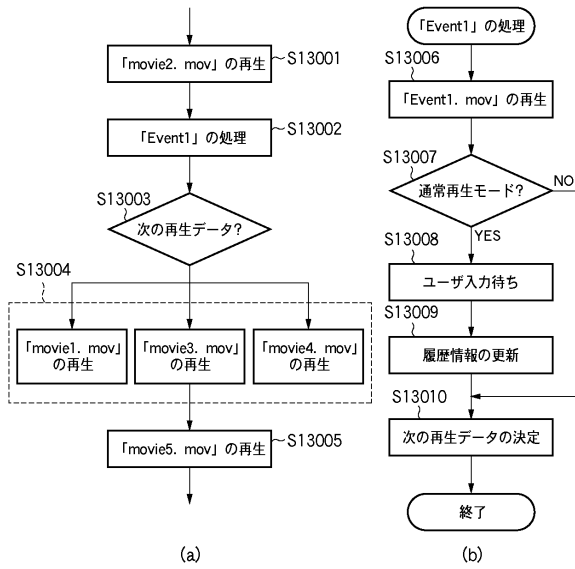 「movie2. mov」の再生
S13001
「Event1」の処理
S13002
S13003
次の再生データ?
S13004
「movie1. mov」
の再生
「movie3. mov」
の再生
「movie4. mov」
の再生
「movie5. mov」の再生
S13005
(a)
「Event1」の処理
S13006
「Event1. mov」の再生
S13007
通常再生モード?
NO
YES
S13008
ユーザ入力待ち
S13009
履歴情報の更新
S13010
次の再生データの決定
終了
(b)